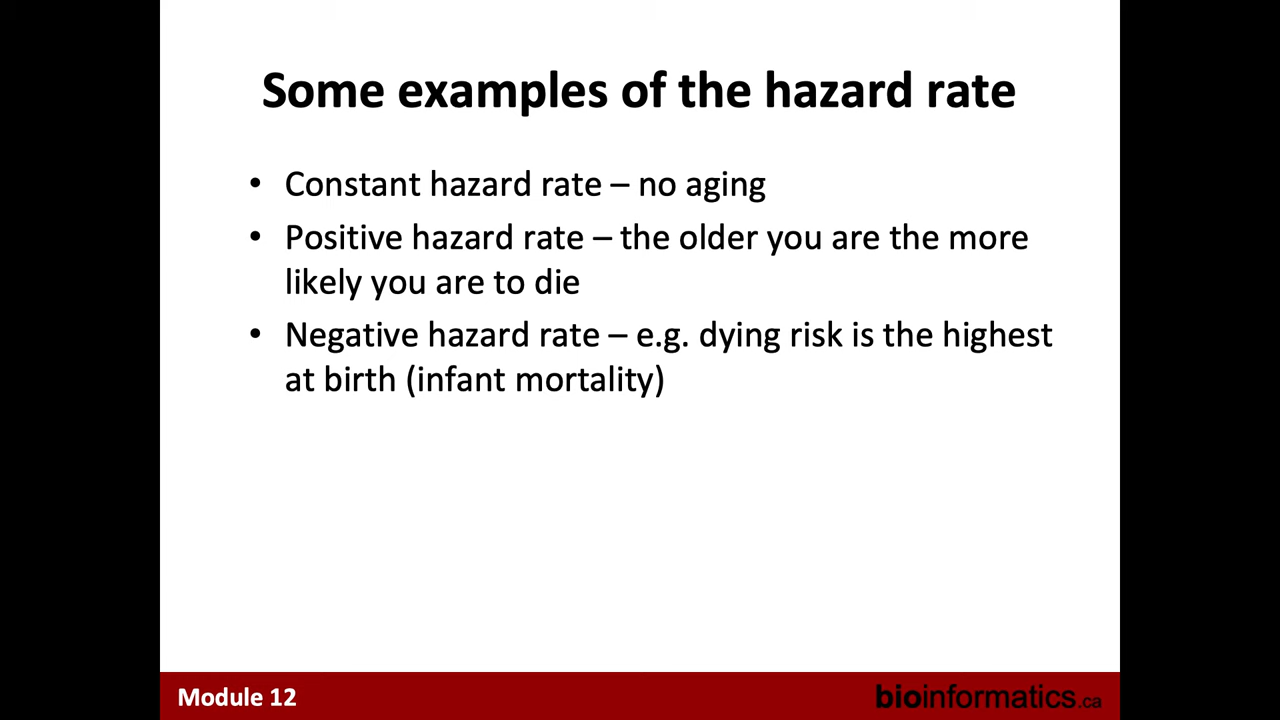 Some examples of the hazard rate
• Constant hazard rate – no aging
• Positive hazard rate – the older you are the more
likely you are to die
• Negative hazard rate – e.g. dying risk is the highest
at birth (infant mortality)
Module 12
bioinformatics.ca